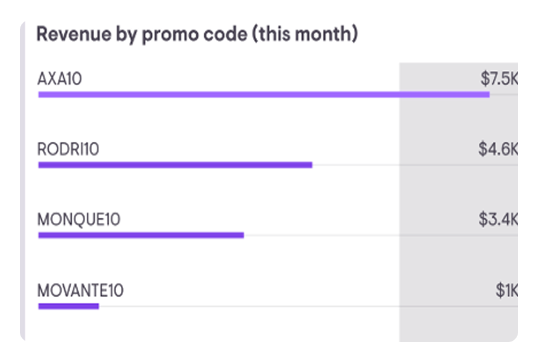 Revenue by promo code (this month)
AXA10 $7.5K
RODRI10 $4.6K
MONQUE10 $3.4K
MOVANTE10 $1K